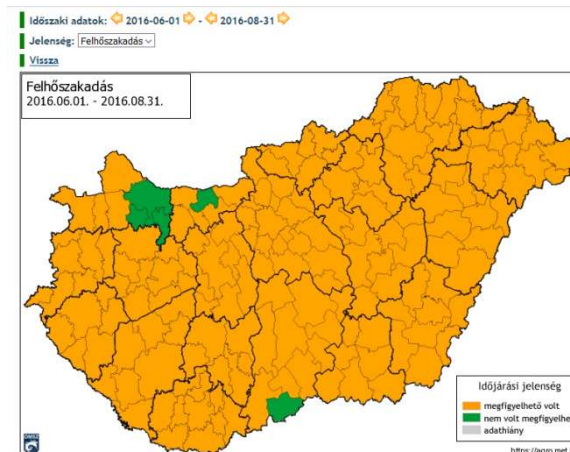 Időszaki adatok: 2016-06-01 - 2016-08-31
Jelenség: Felhőszakadás
Vissza
Felhőszakadás
2016.06.01. - 2016.08.31.
Időjárási jelenség
megfigyelhető volt
nem volt megfigyelhe
adathiány
https://agro.met.